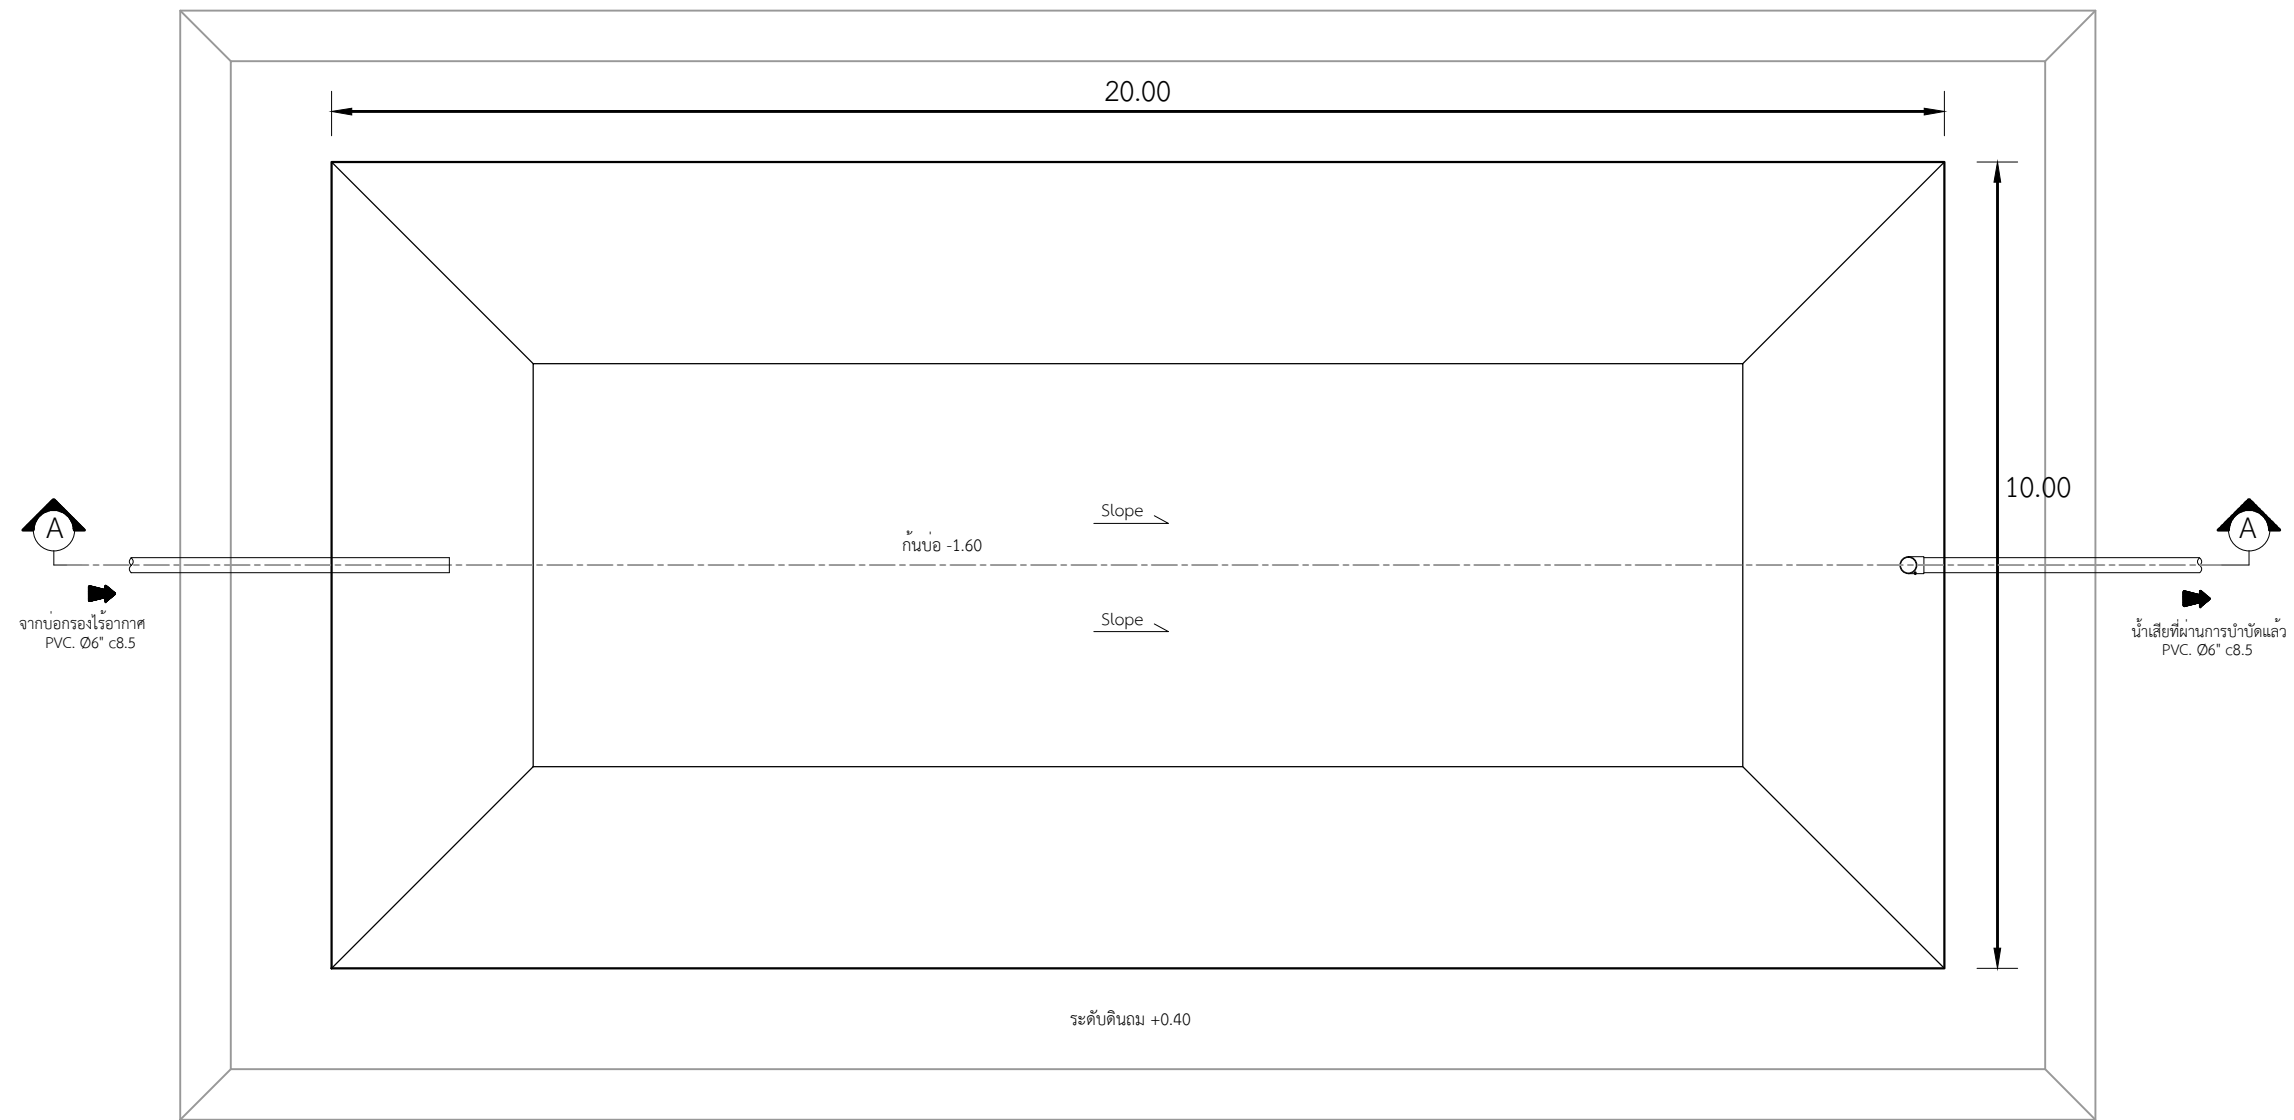 20.00
10.00
A
A
Slope
ก้นบ่อ -1.60
Slope
จากบ่อกรองไร้อากาศ
PVC. Ø6" c8.5
น้ำเสียที่ผ่านการบำบัดแล้ว
PVC. Ø6" c8.5
ระดับดินถม +0.40